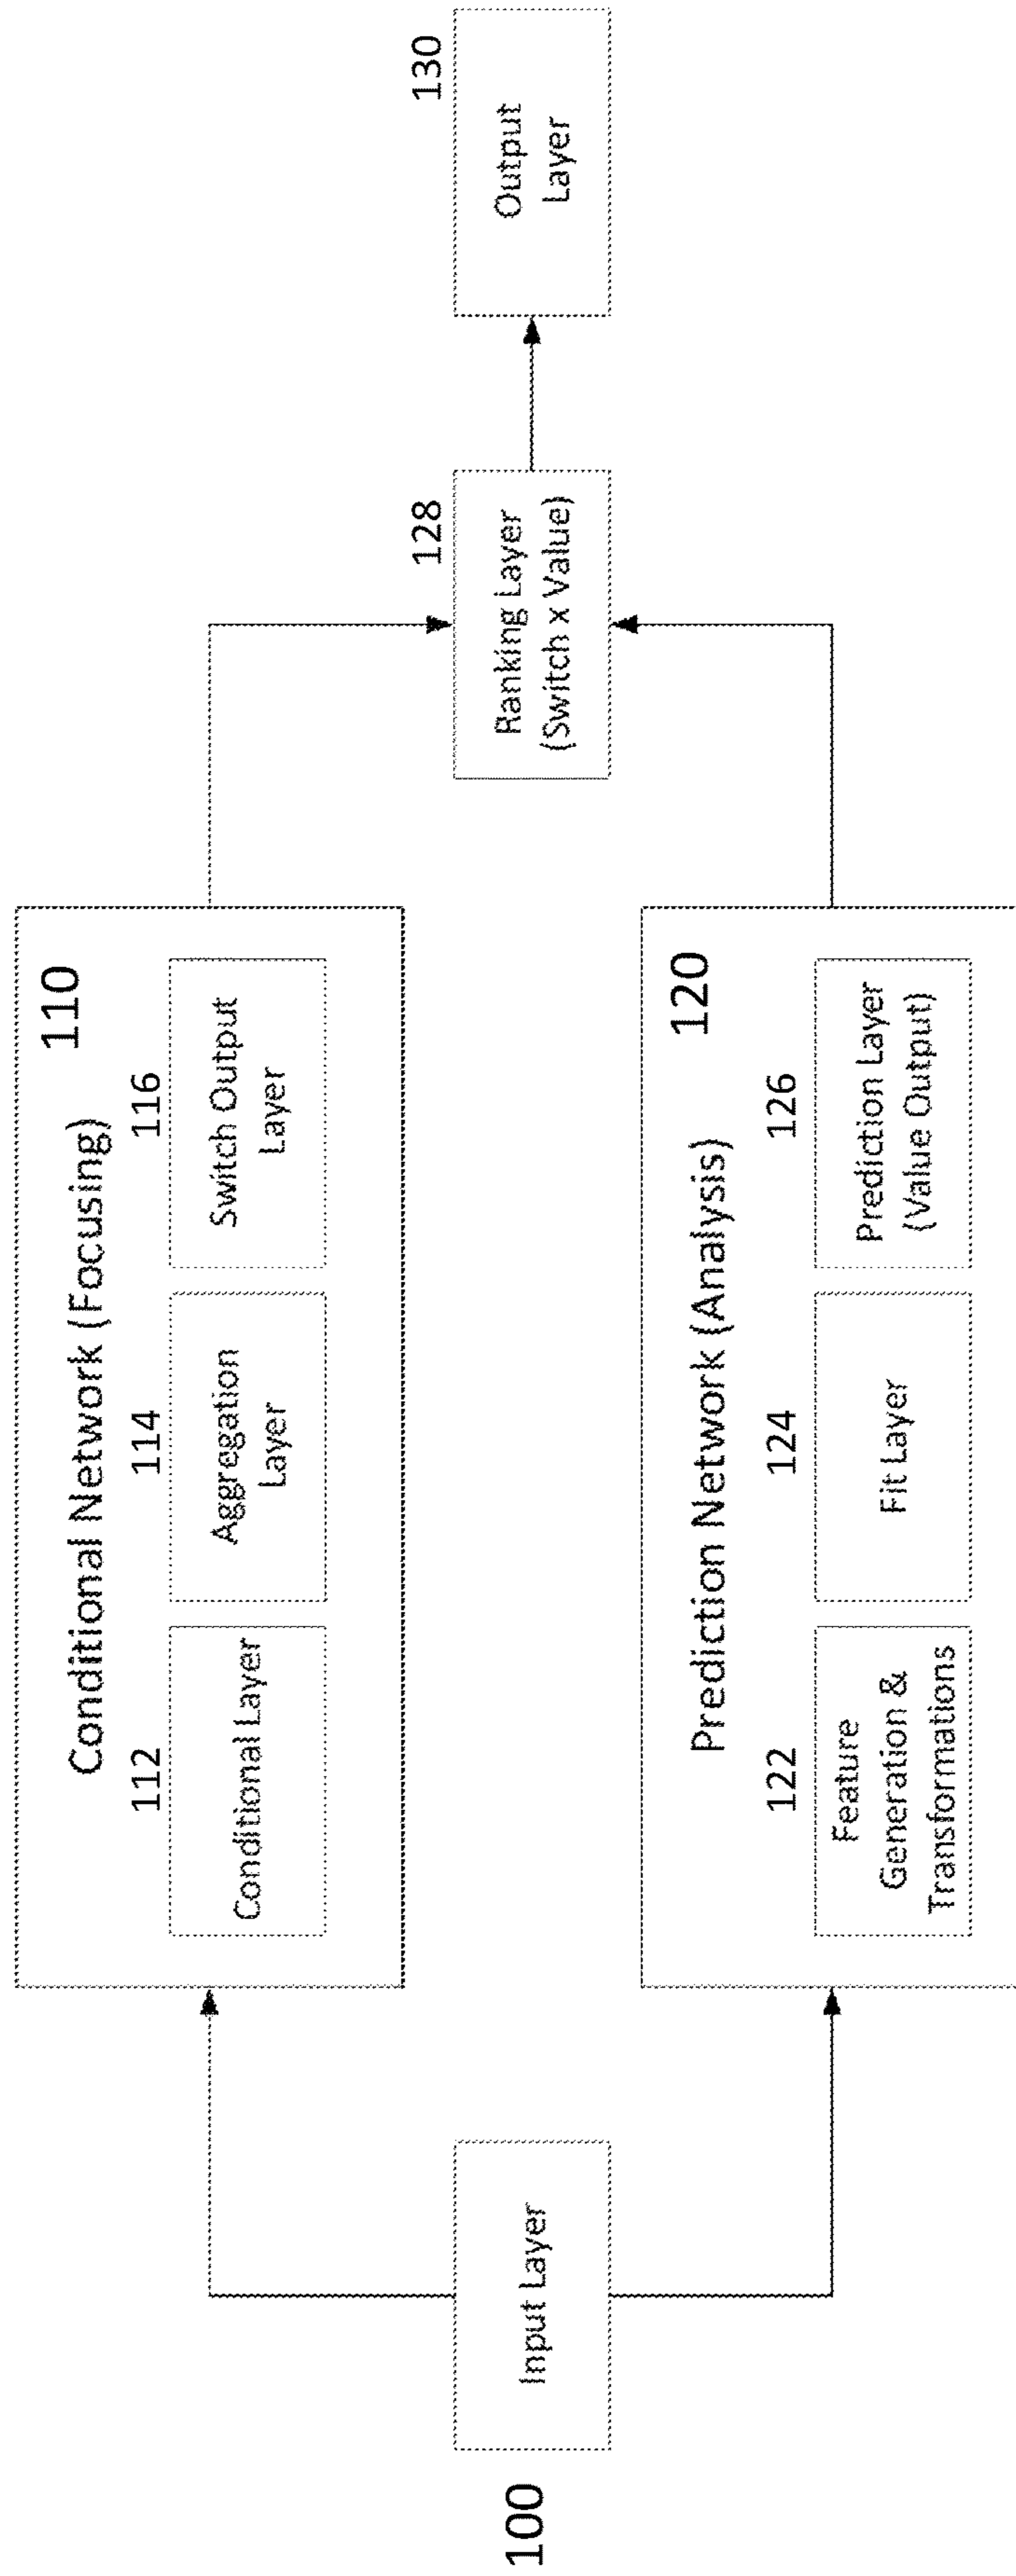 100
Input Layer
Conditional Network (Focusing)
110
112
Conditional Layer
114
Aggregation
Layer
116
Switch Output
Layer
Prediction Network (Analysis)
120
122
Feature
Generation &
Transformations
124
Fit Layer
126
Prediction Layer
(Value Output)
128
Ranking Layer
(Switch x Value)
130
Output
Layer